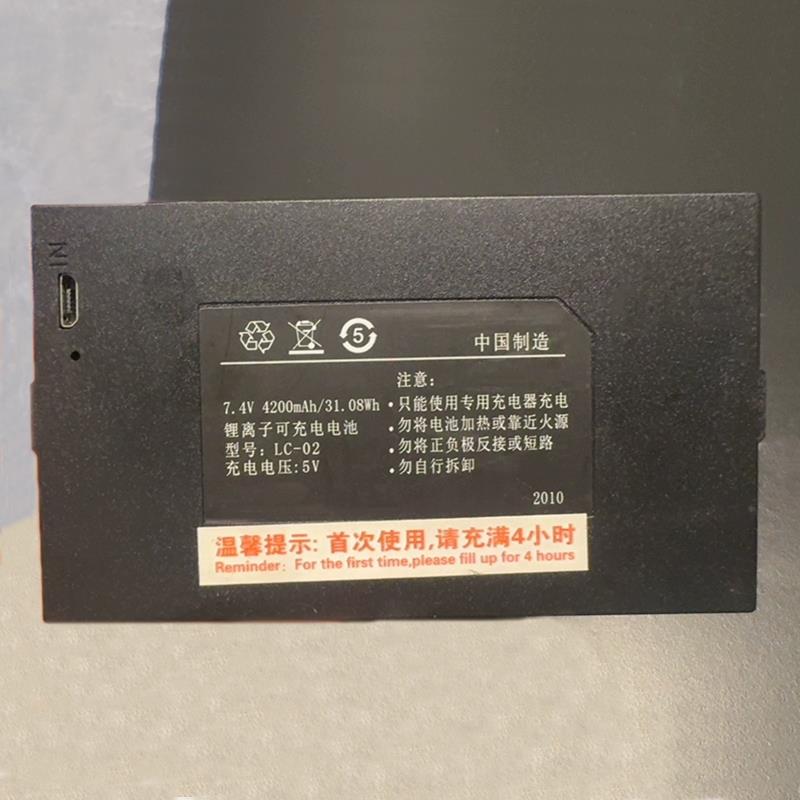 IN
5
中国制造
注意:
7.4V 4200mAh/31.08Wh
锂离子可充电电池
型号: LC-02
充电电压:5V
·只能使用专用充电器充电
·勿将电池加热或靠近火源
·勿将正负极反接或短路
·勿自行拆卸
2010
温馨提示: 首次使用,请充满4小时
Reminder: For the first time,please fill up for 4 hours